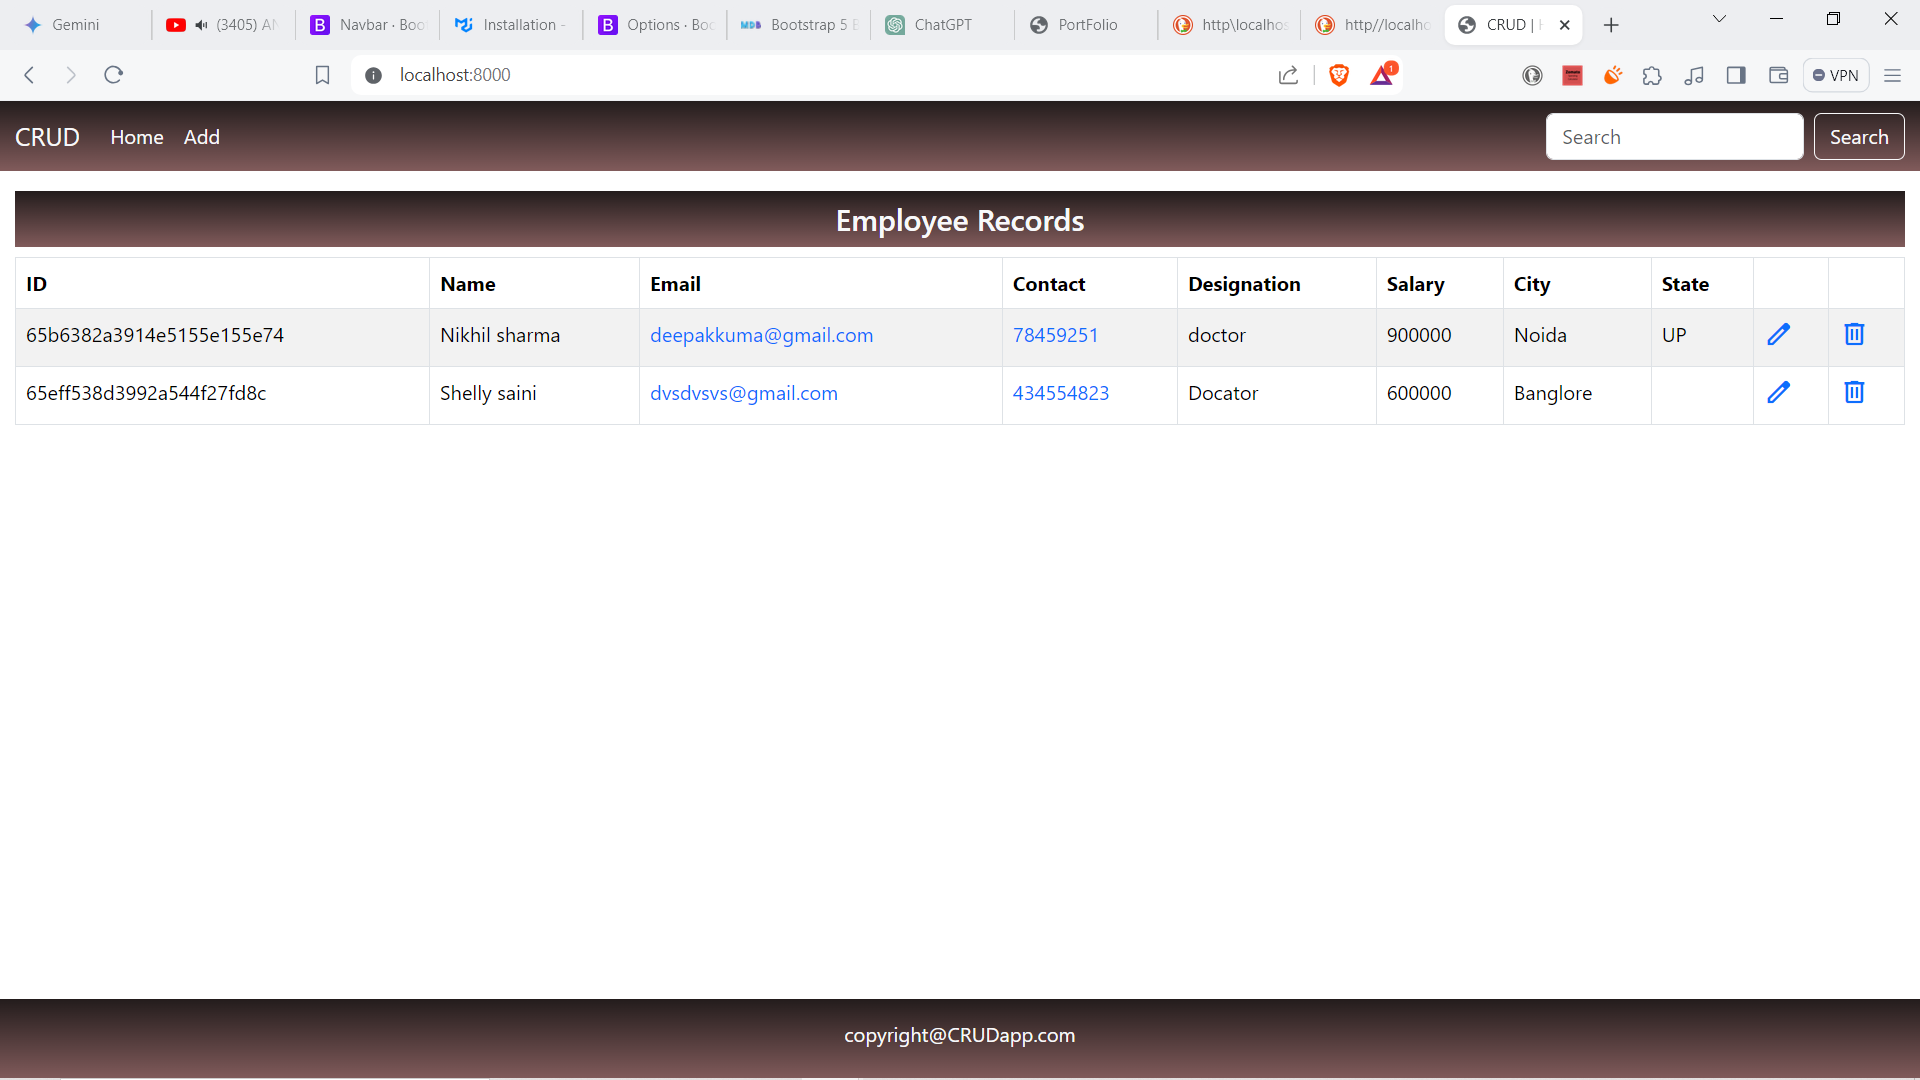 Gemini (3405) Navbar · Boo Installation - Options · Boo MDB Bootstrap 5 ChatGPT PortFolio http\localhos http//localho CRUD |
localhost:8000 1 VPN
CRUD Home Add Search Search
Employee Records
ID Name Email Contact Designation Salary City State
65b6382a3914e5155e155e74 Nikhil sharma deepakkuma@gmail.com 78459251 doctor 900000 Noida UP
65eff538d3992a544f27fd8c Shelly saini dvsdvsvs@gmail.com 434554823 Docator 600000 Banglore
copyright@CRUDapp.com